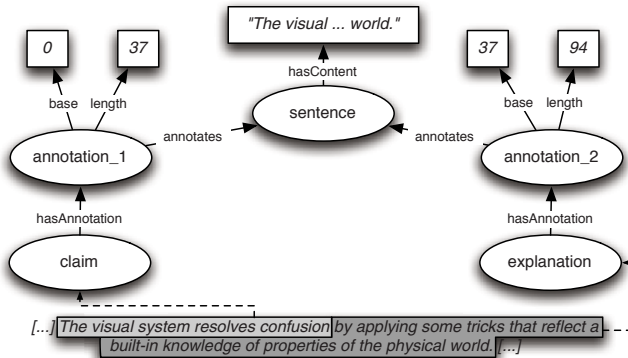 "The visual ... world."
0 37 37 94
hasContent
base length base length
sentence
annotates annotates
annotation_1 annotation_2
hasAnnotation hasAnnotation
claim explanation
[...] The visual system resolves confusion by applying some tricks that reflect a
built-in knowledge of properties of the physical world. [...]